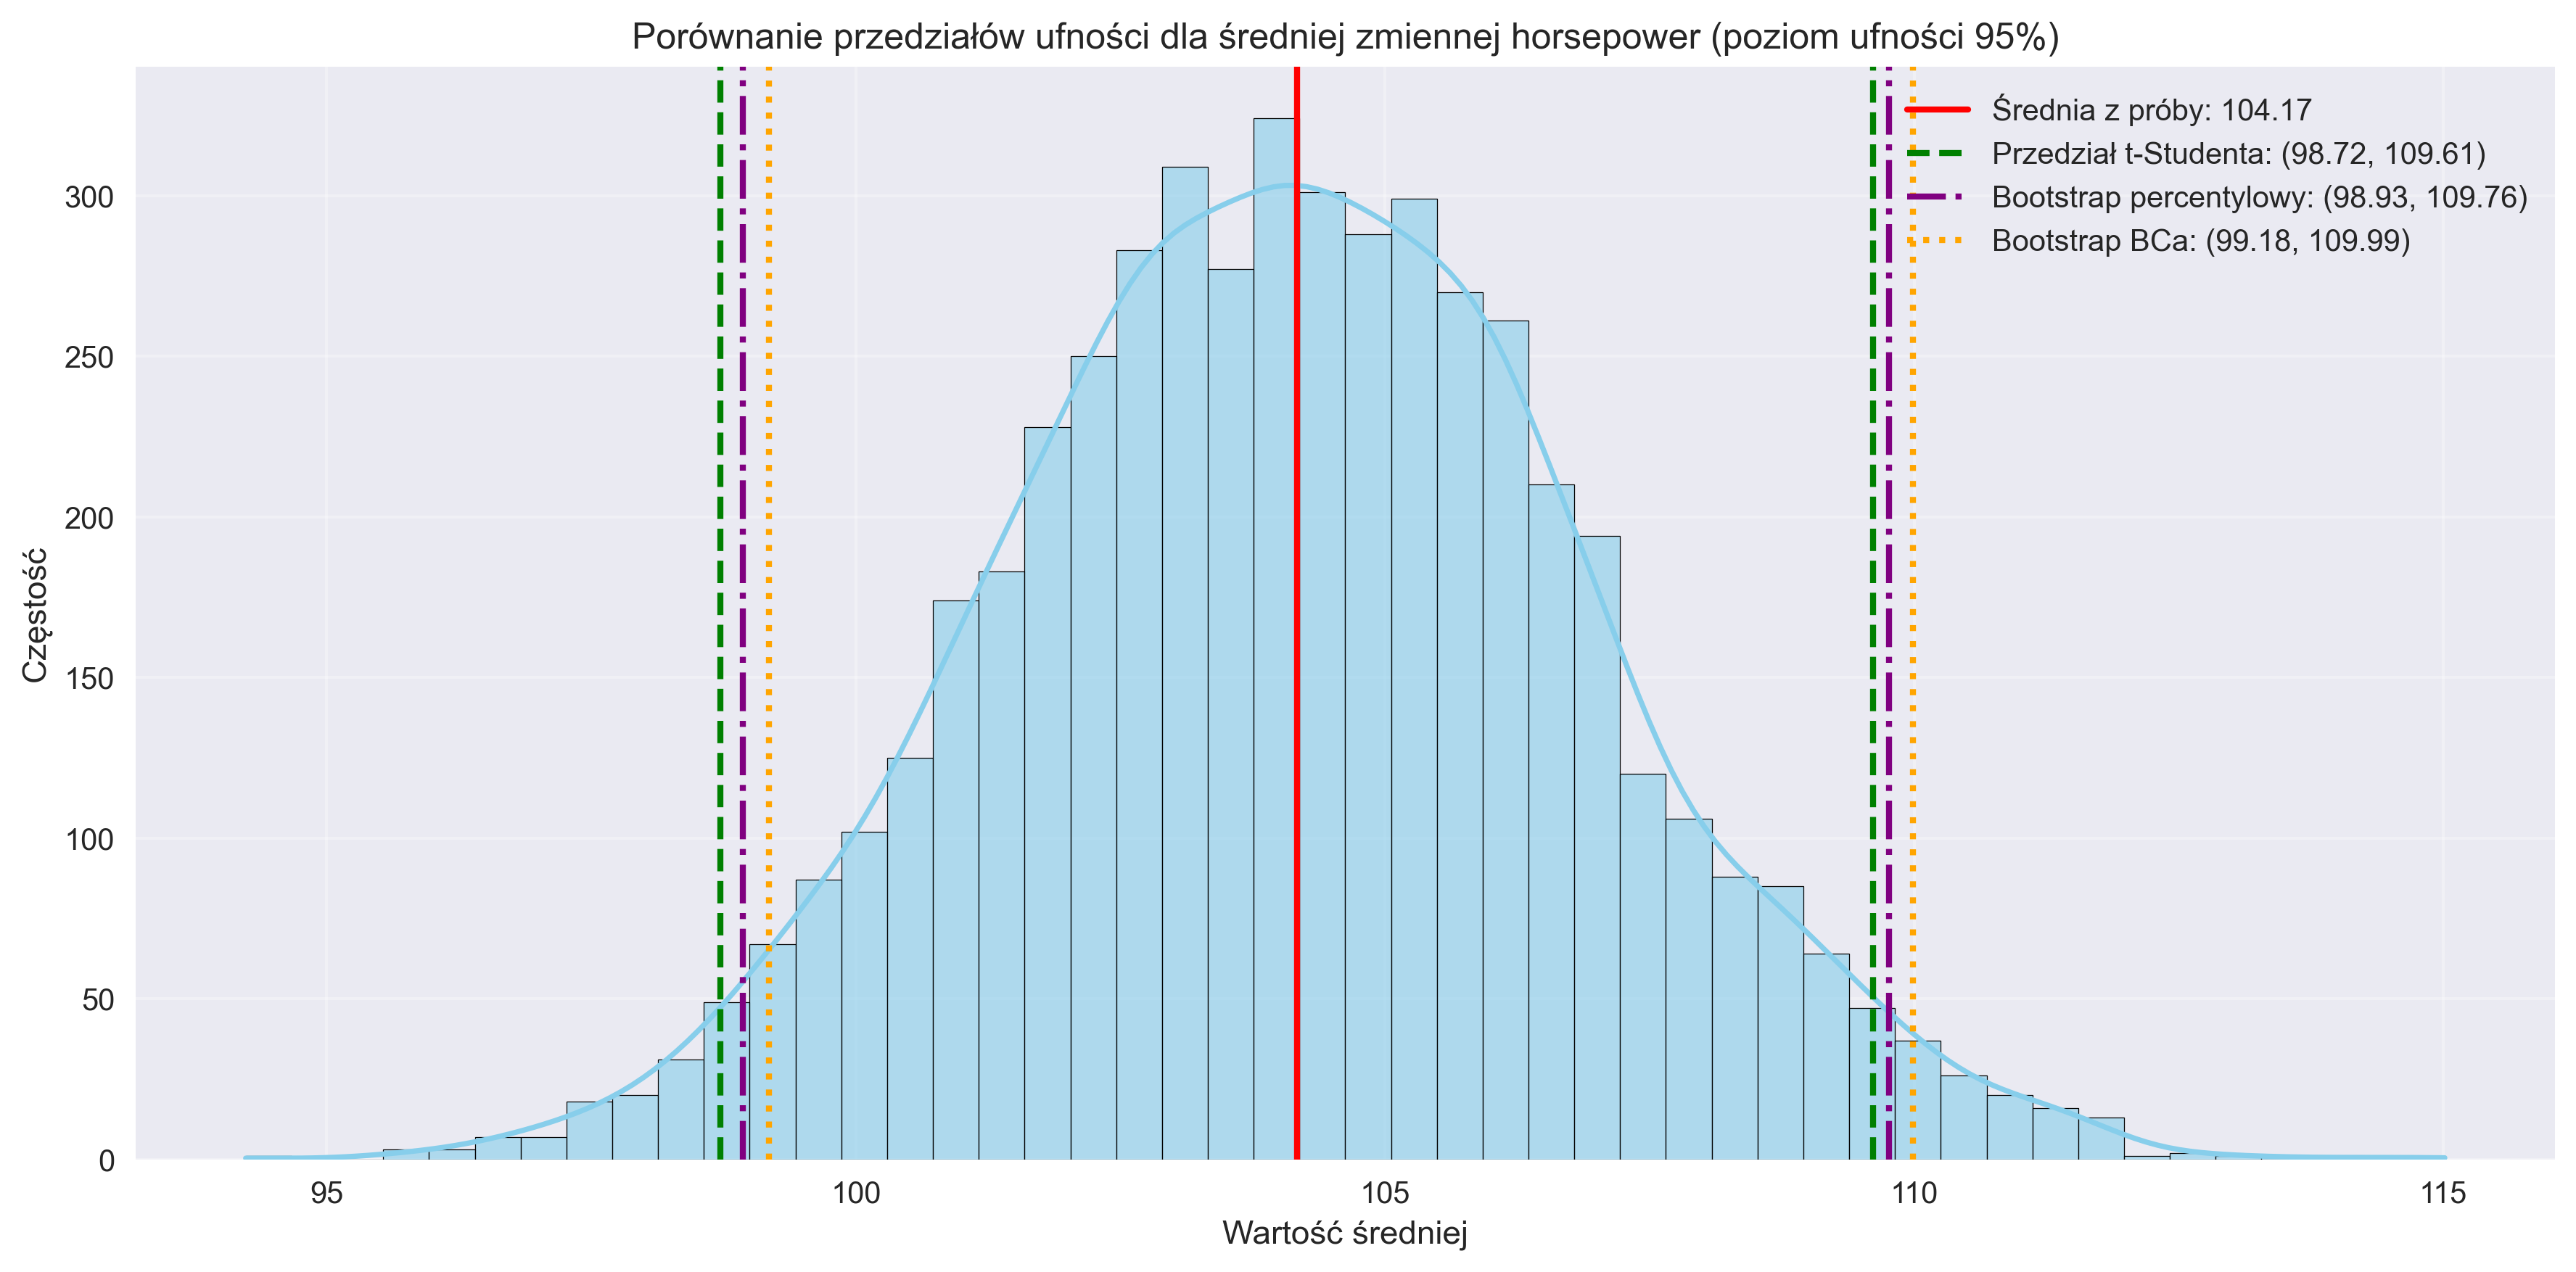 Porównanie przedziałów ufności dla średniej zmiennej horsepower (poziom ufności 95%)
Średnia z próby: 104.17
Przedział t-Studenta: (98.72, 109.61)
Bootstrap percentylowy: (98.93, 109.76)
Bootstrap BCa: (99.18, 109.99)
Częstość
300
250
200
150
100
50
0
95 100 105 110 115
Wartość średniej